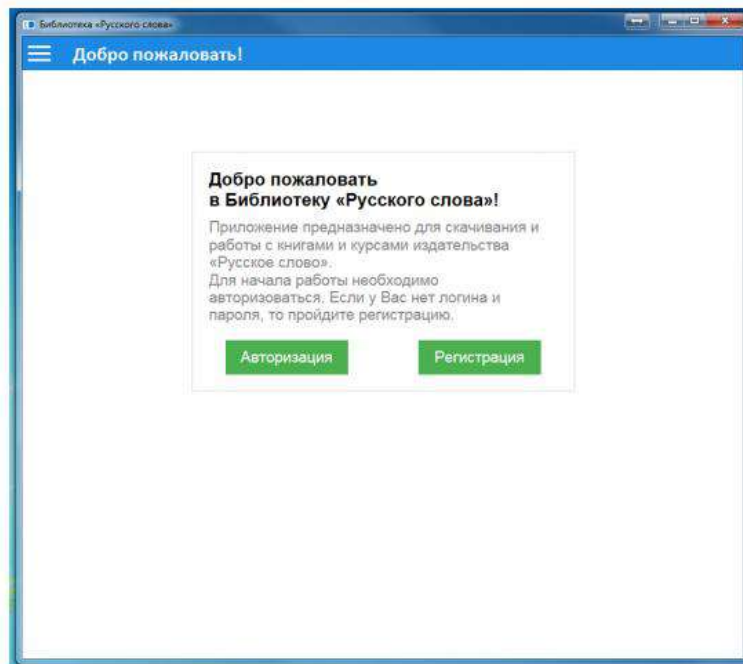 Библиотека «Русского слова»
Добро пожаловать!
Добро пожаловать
в Библиотеку «Русского слова»!
Приложение предназначено для скачивания и
работы с книгами и курсами издательства
«Русское слово».
Для начала работы необходимо
авторизоваться. Если у Вас нет логина и
пароля, то пройдите регистрацию.
Авторизация Регистрация